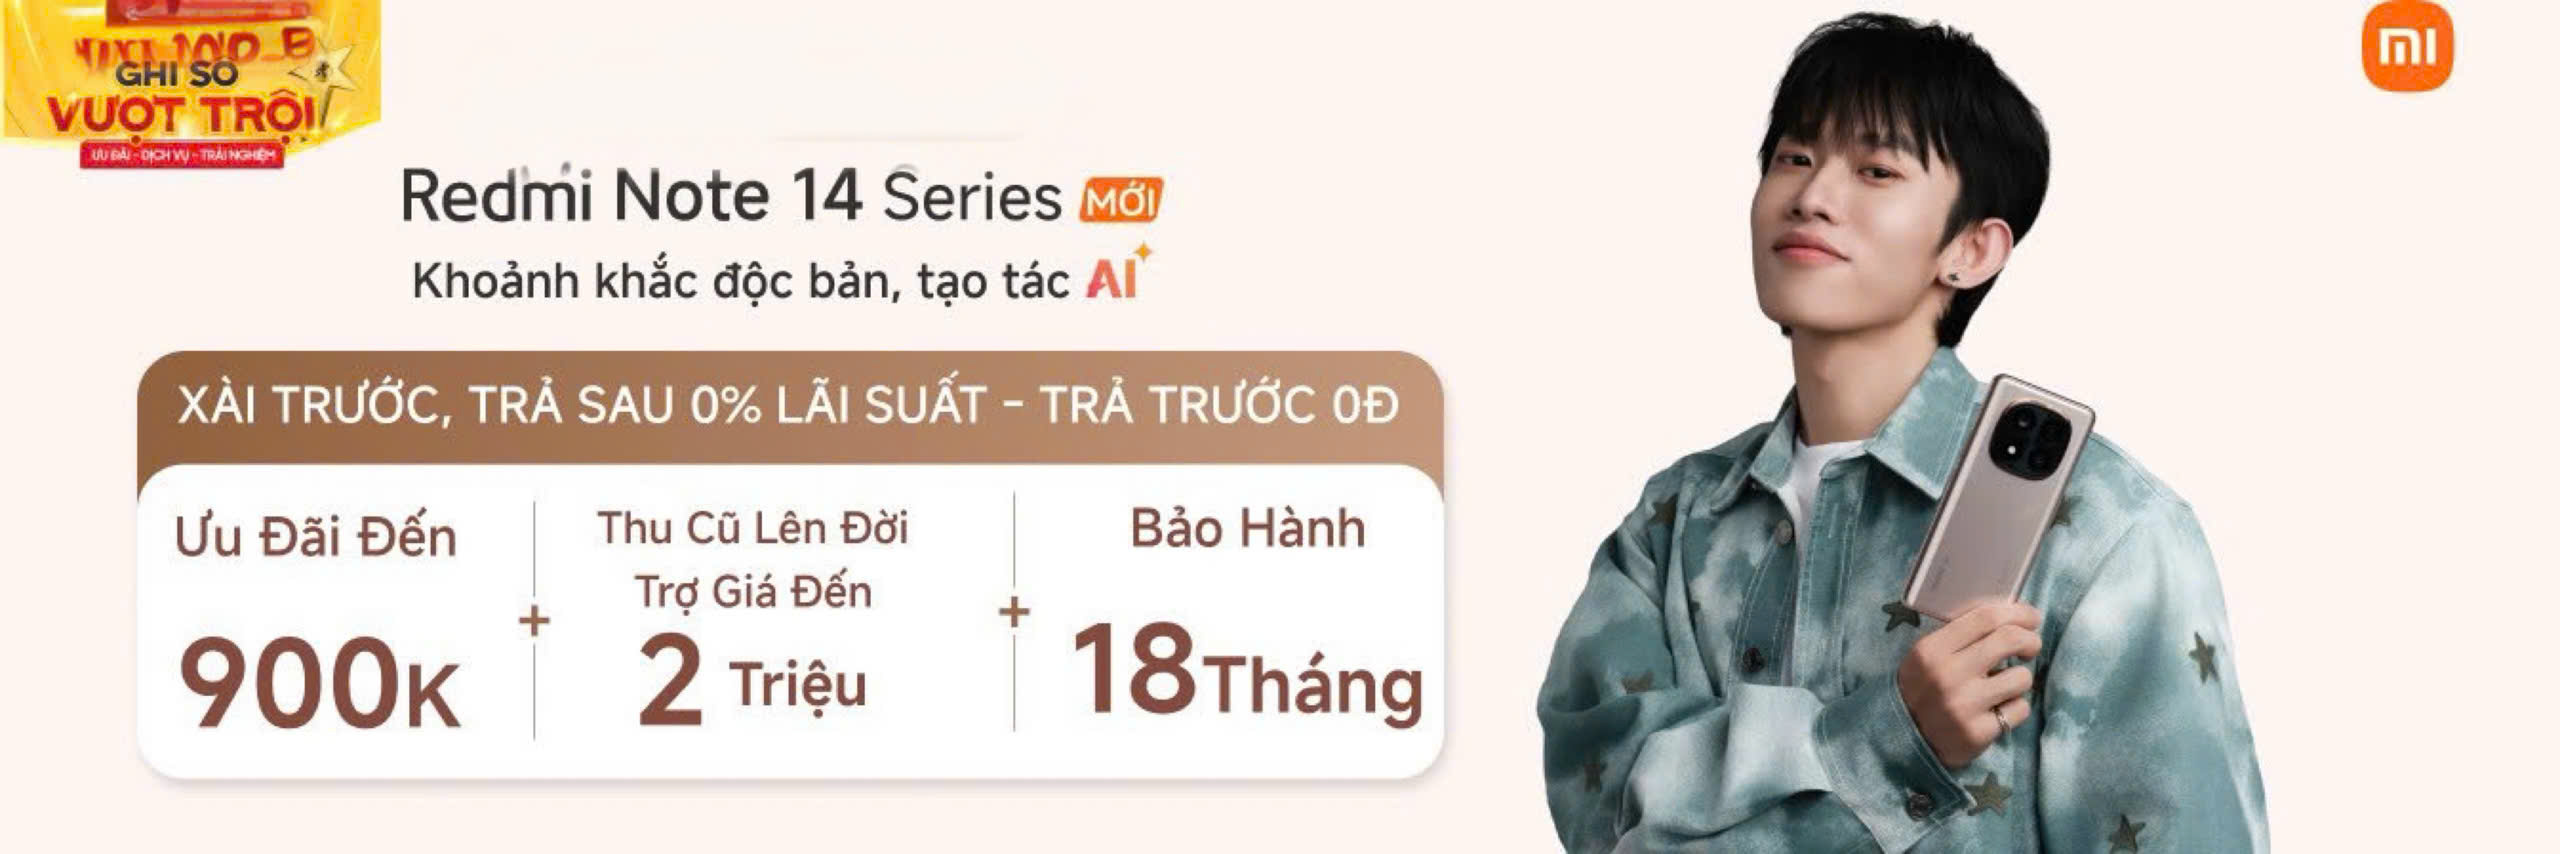 GHI SỐ
VƯỢT TRỘI
ƯU ĐÃI - DỊCH VỤ - TRẢI NGHIỆM
Redmi Note 14 Series MỚI
Khoảnh khắc độc bản, tạo tác AI
XÀI TRƯỚC, TRẢ SAU 0% LÃI SUẤT - TRẢ TRƯỚC 0Đ
Ưu Đãi Đến
900K
+
Thu Cũ Lên Đời
Trợ Giá Đến
2 Triệu
+
Bảo Hành
18 Tháng
mi